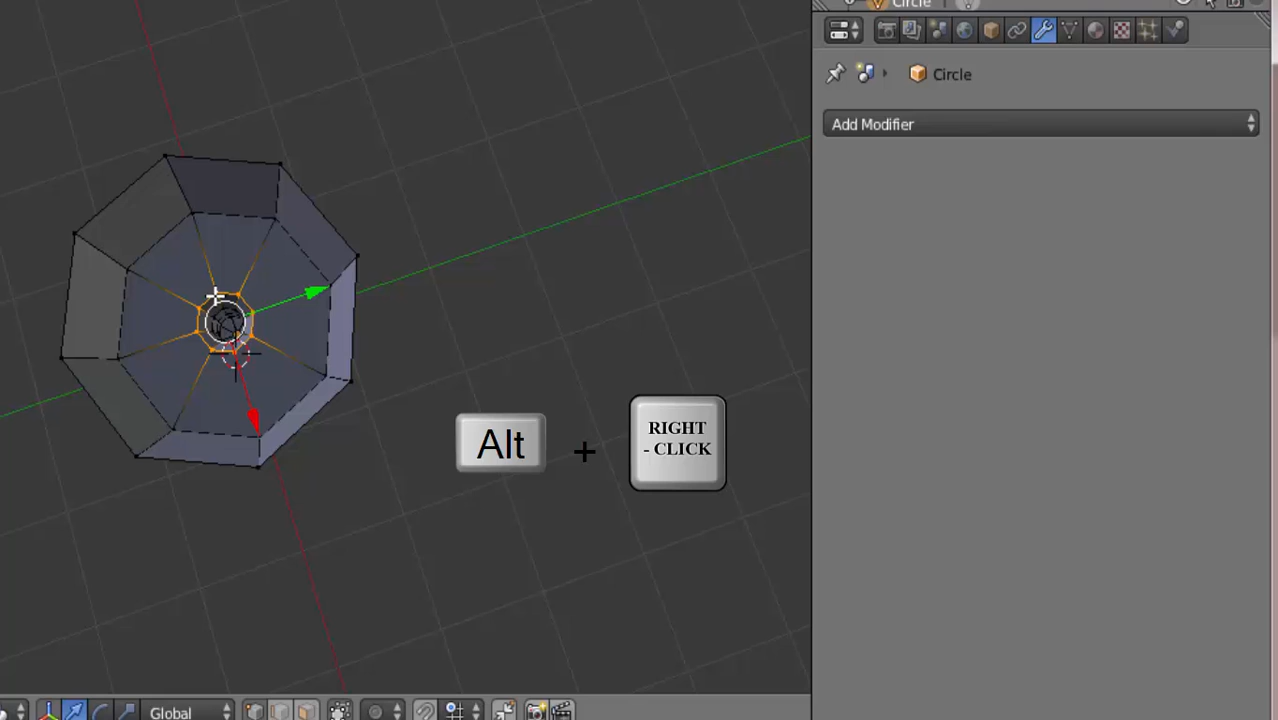 Circle
Circle
Add Modifier
Alt
+
RIGHT
- CLICK
Global